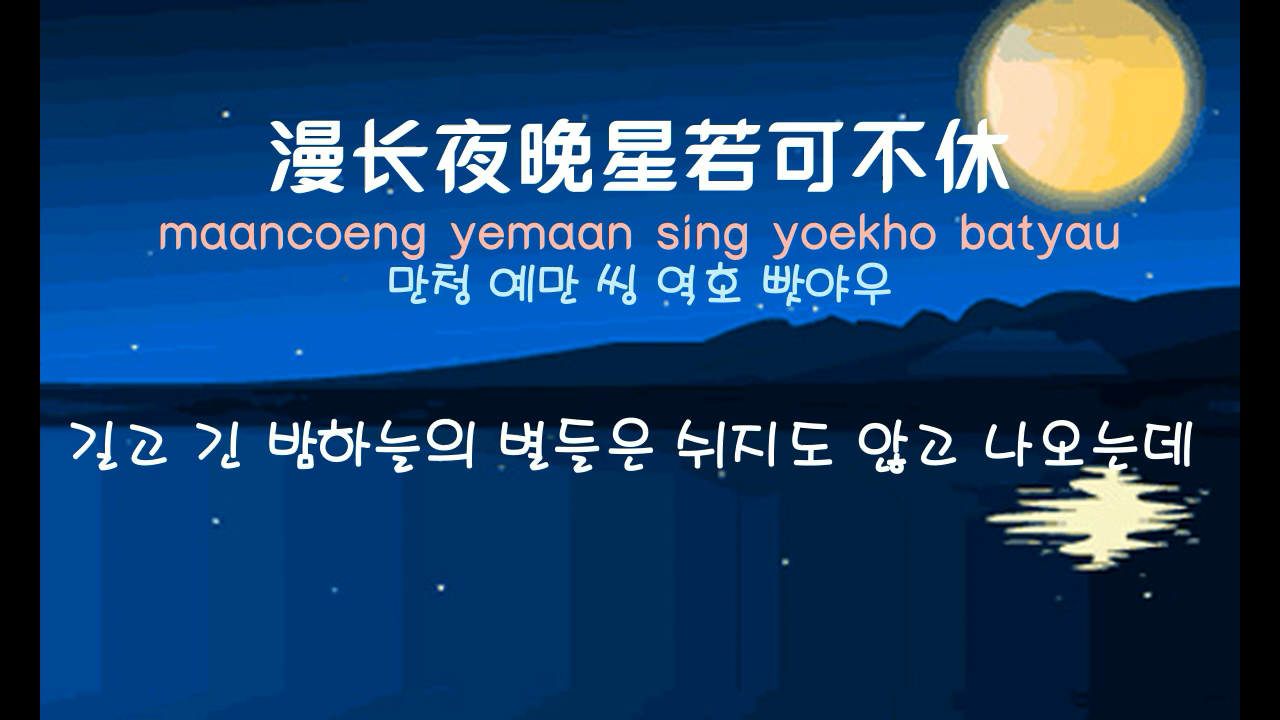 漫长夜晚星若可不休
maancoeng yemaan sing yoekho batyau
만청 예만 씽 역호 빳야우
길고 긴 밤하늘의 별들은 쉬지도 않고 나오는데